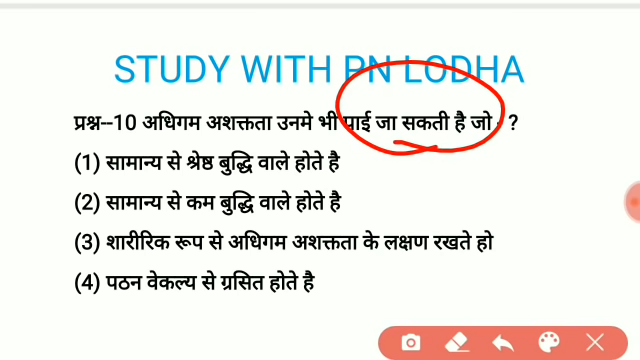 STUDY WITH PN LODHA
प्रश्न--10 अधिगम अशक्तता उनमे भी पाई जा सकती है जो - ?
(1) सामान्य से श्रेष्ठ बुद्धि वाले होते है
(2) सामान्य से कम बुद्धि वाले होते है
(3) शारीरिक रूप से अधिगम अशक्तता के लक्षण रखते हो
(4) पठन वेकल्य से ग्रसित होते है